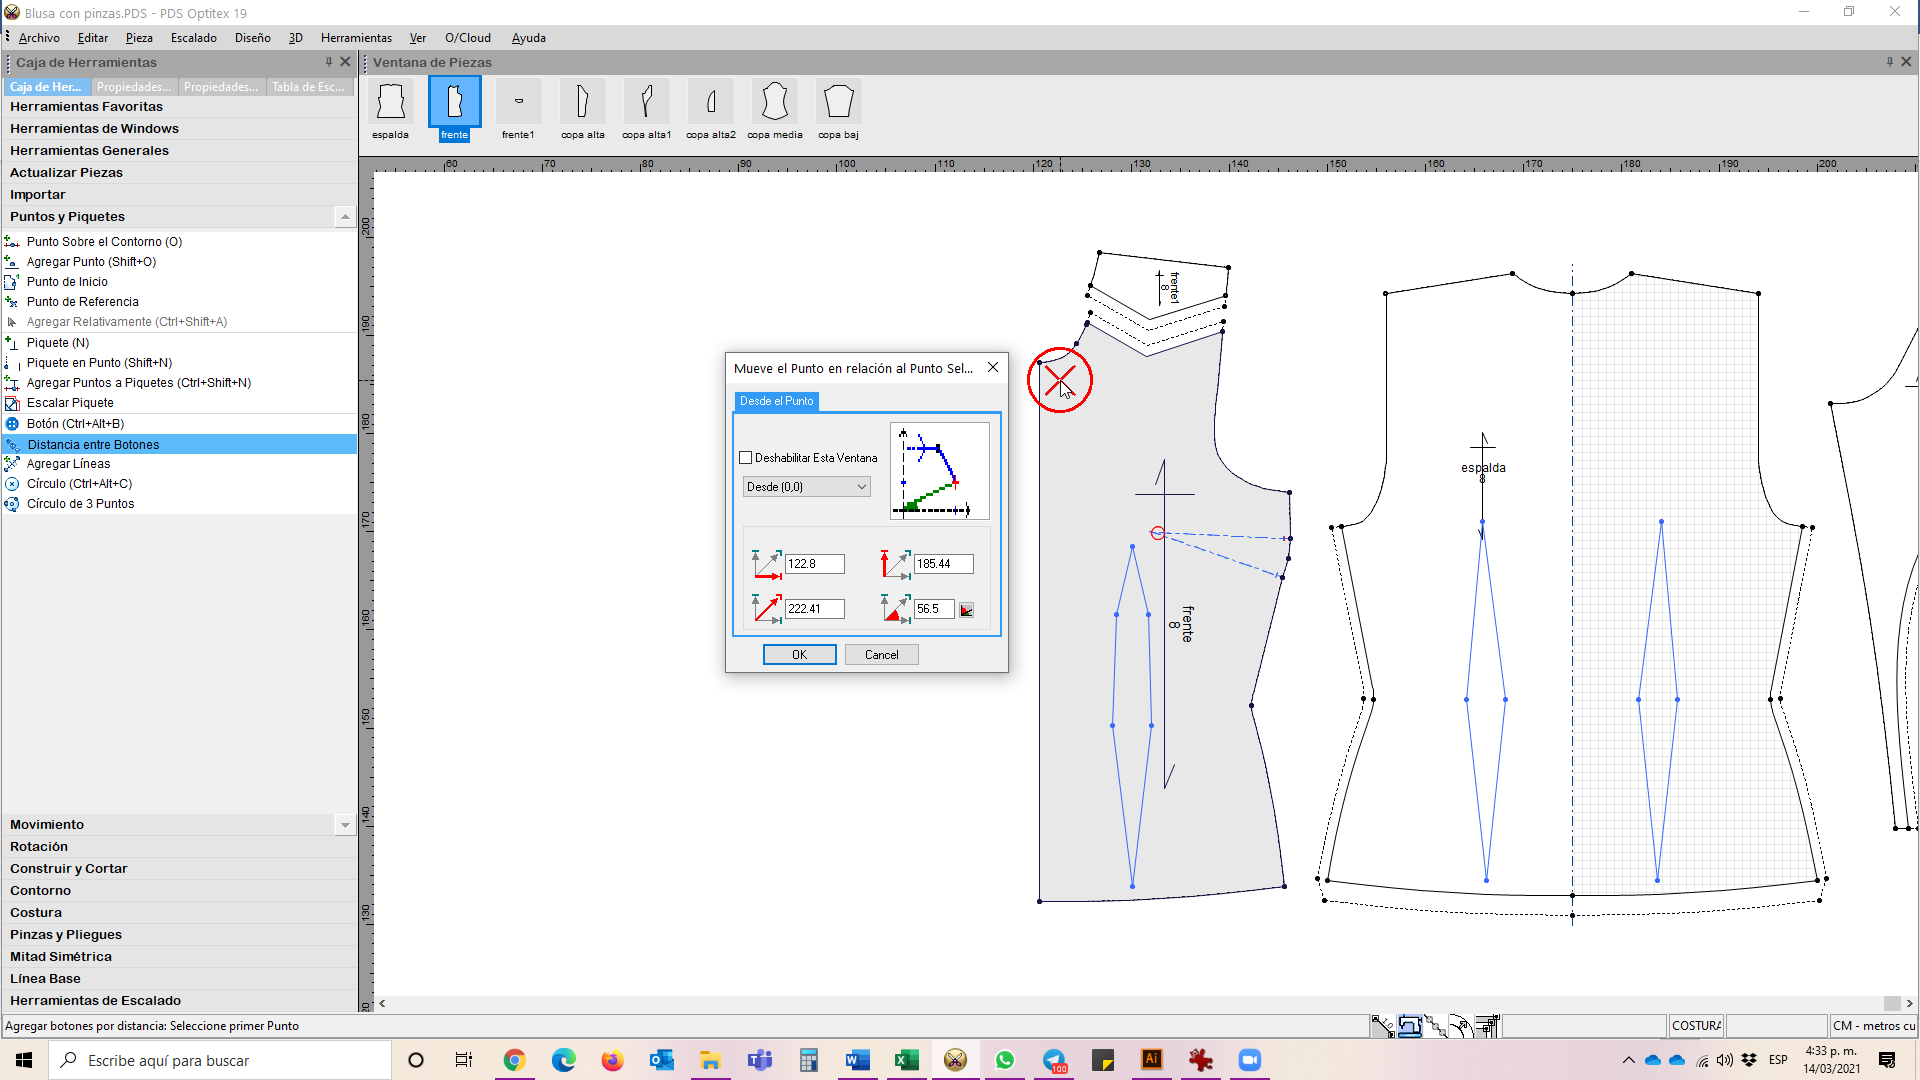 Blusa con pinzas.PDS - PDS Optitex 19
Archivo Editar Pieza Escalado Diseño 3D Herramientas Ver O/Cloud Ayuda
Caja de Herramientas
Ventana de Piezas
Caja de Her... Propiedades... Propiedades... Tabla de Esc...
Herramientas Favoritas
Herramientas de Windows
Herramientas Generales
Actualizar Piezas
Importar
Puntos y Piquetes
Punto Sobre el Contorno (O)
Agregar Punto (Shift+O)
Punto de Inicio
Punto de Referencia
Agregar Relativamente (Ctrl+Shift+A)
Piquete (N)
Piquete en Punto (Shift+N)
Agregar Puntos a Piquetes (Ctrl+Shift+N)
Escalar Piquete
Botón (Ctrl+Alt+B)
Distancia entre Botones
Agregar Líneas
Círculo (Ctrl+Alt+C)
Círculo de 3 Puntos
Movimiento
Rotación
Construir y Cortar
Contorno
Costura
Pinzas y Pliegues
Mitad Simétrica
Línea Base
Herramientas de Escalado
espalda frente frente1 copa alta copa alta1 copa alta2 copa media copa baj
60 70 80 90 100 110 120 130 140 150 160 170 180 190 200
200
190
180
170
160
150
140
130
20
frente1
8
Mueve el Punto en relación al Punto Sel...
Desde el Punto
Deshabilitar Esta Ventana
Desde (0,0)
122.8 185.44
222.41 56.5
OK Cancel
frente
8
espalda
8
Agregar botones por distancia: Seleccione primer Punto
COSTURA
CM - metros cu
Escribe aquí para buscar
100
Ai
ESP
4:33 p. m.
14/03/2021